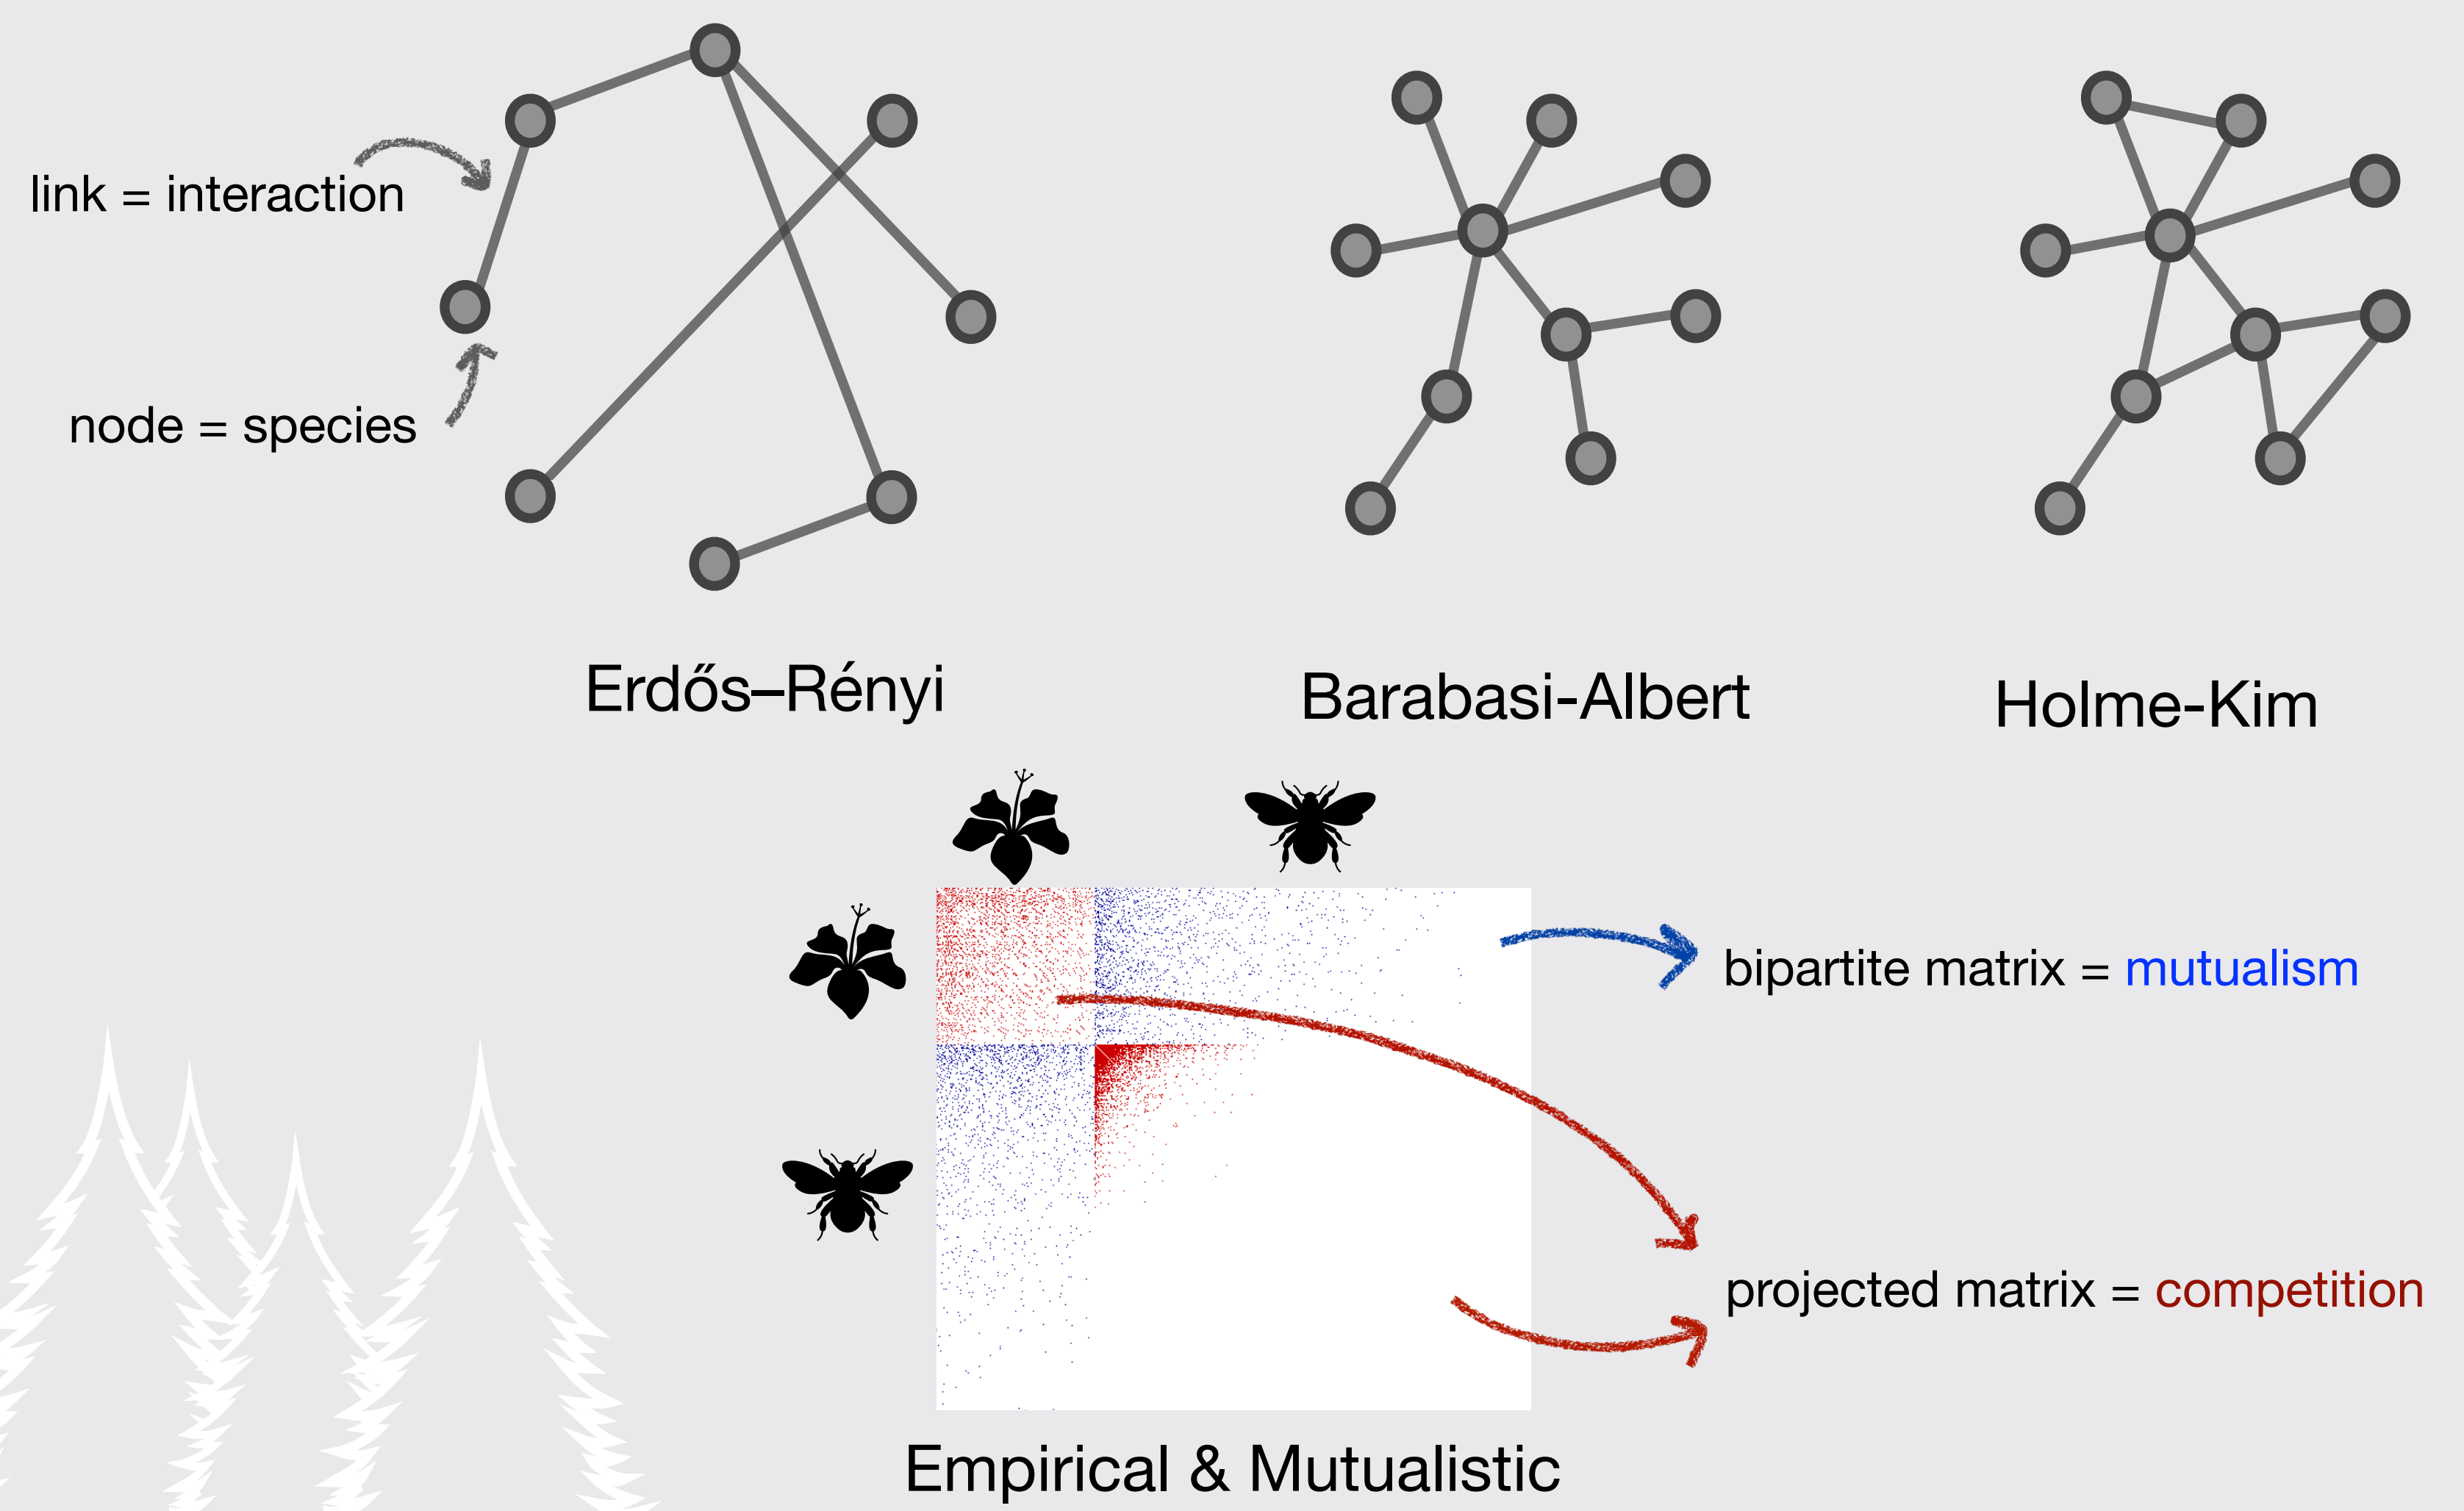 link = interaction
node = species
Erdős–Rényi
Barabasi-Albert
Holme-Kim
bipartite matrix = mutualism
projected matrix = competition
Empirical & Mutualistic